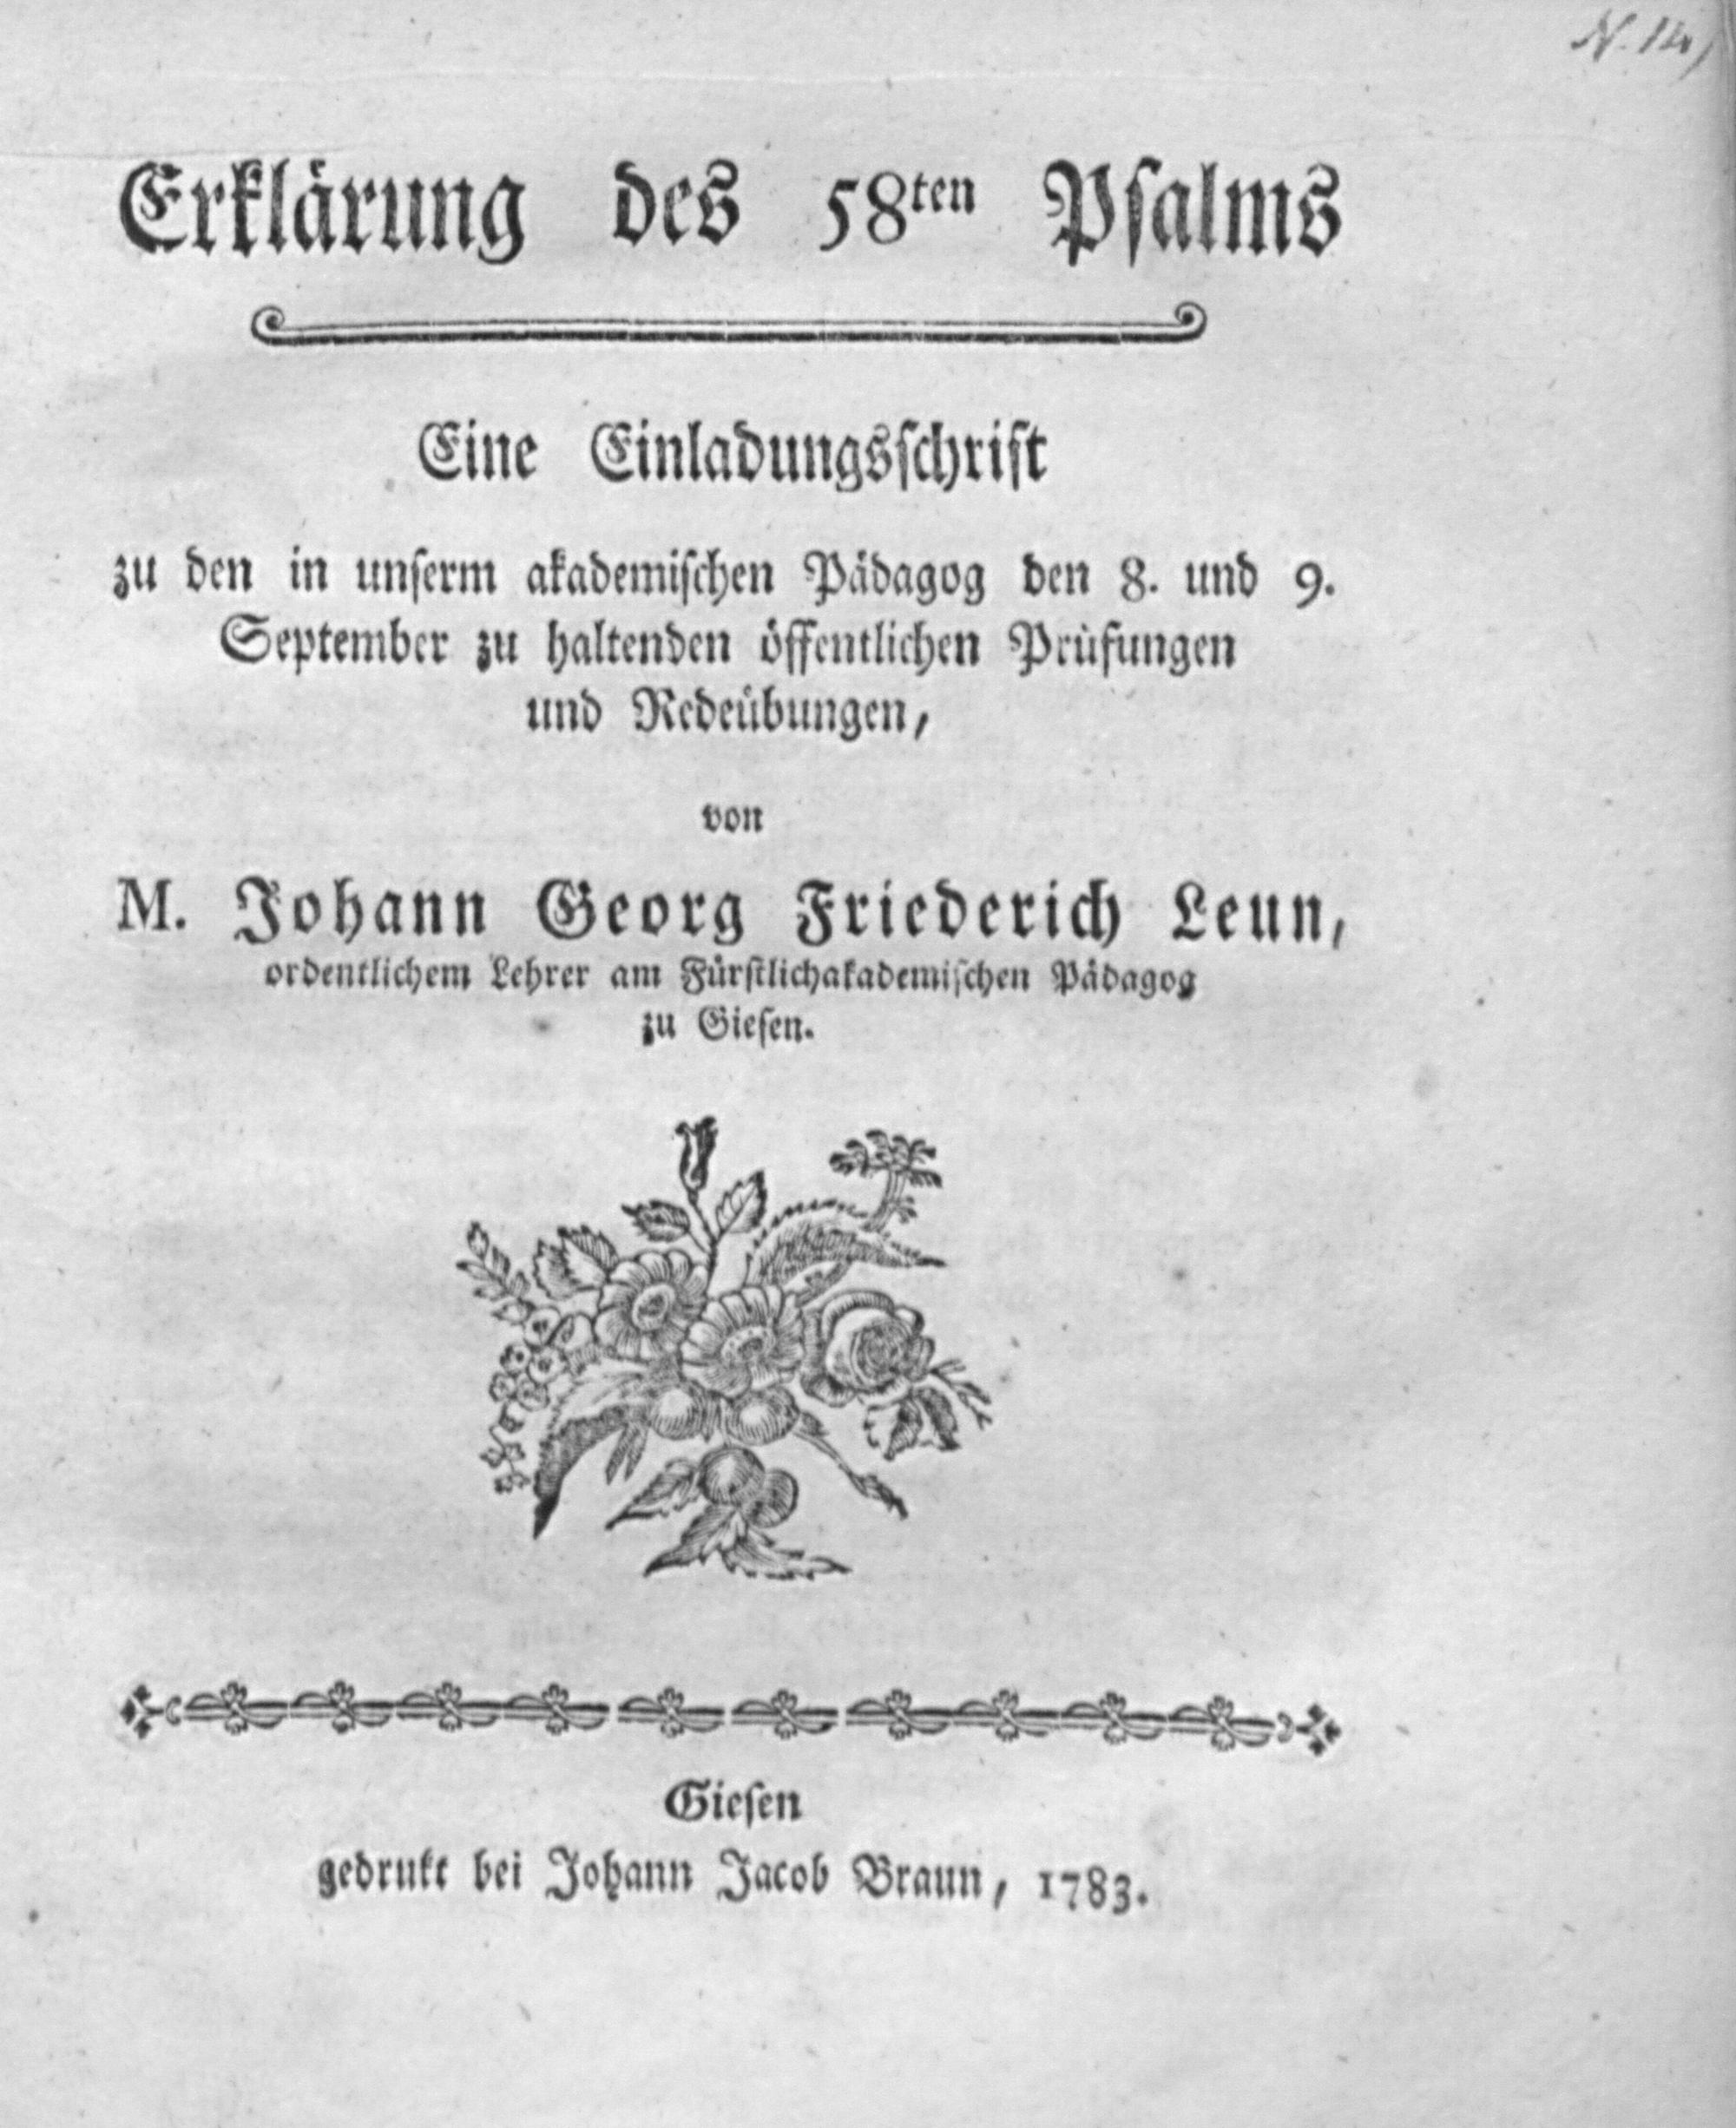 Erklärung des 58ten Psalms
Eine Einladungsschrift
zu den in unserm akademischen Pädagog den 8. und 9.
September zu haltenden öffentlichen Prüfungen
und Redeübungen,
von
M. Johann Georg Friederich Leun,
ordentlichem Lehrer am Fürstlichakademischen Pädagog
zu Giesen.
Giesen
gedrukt bei Johann Jacob Braun, 1783.